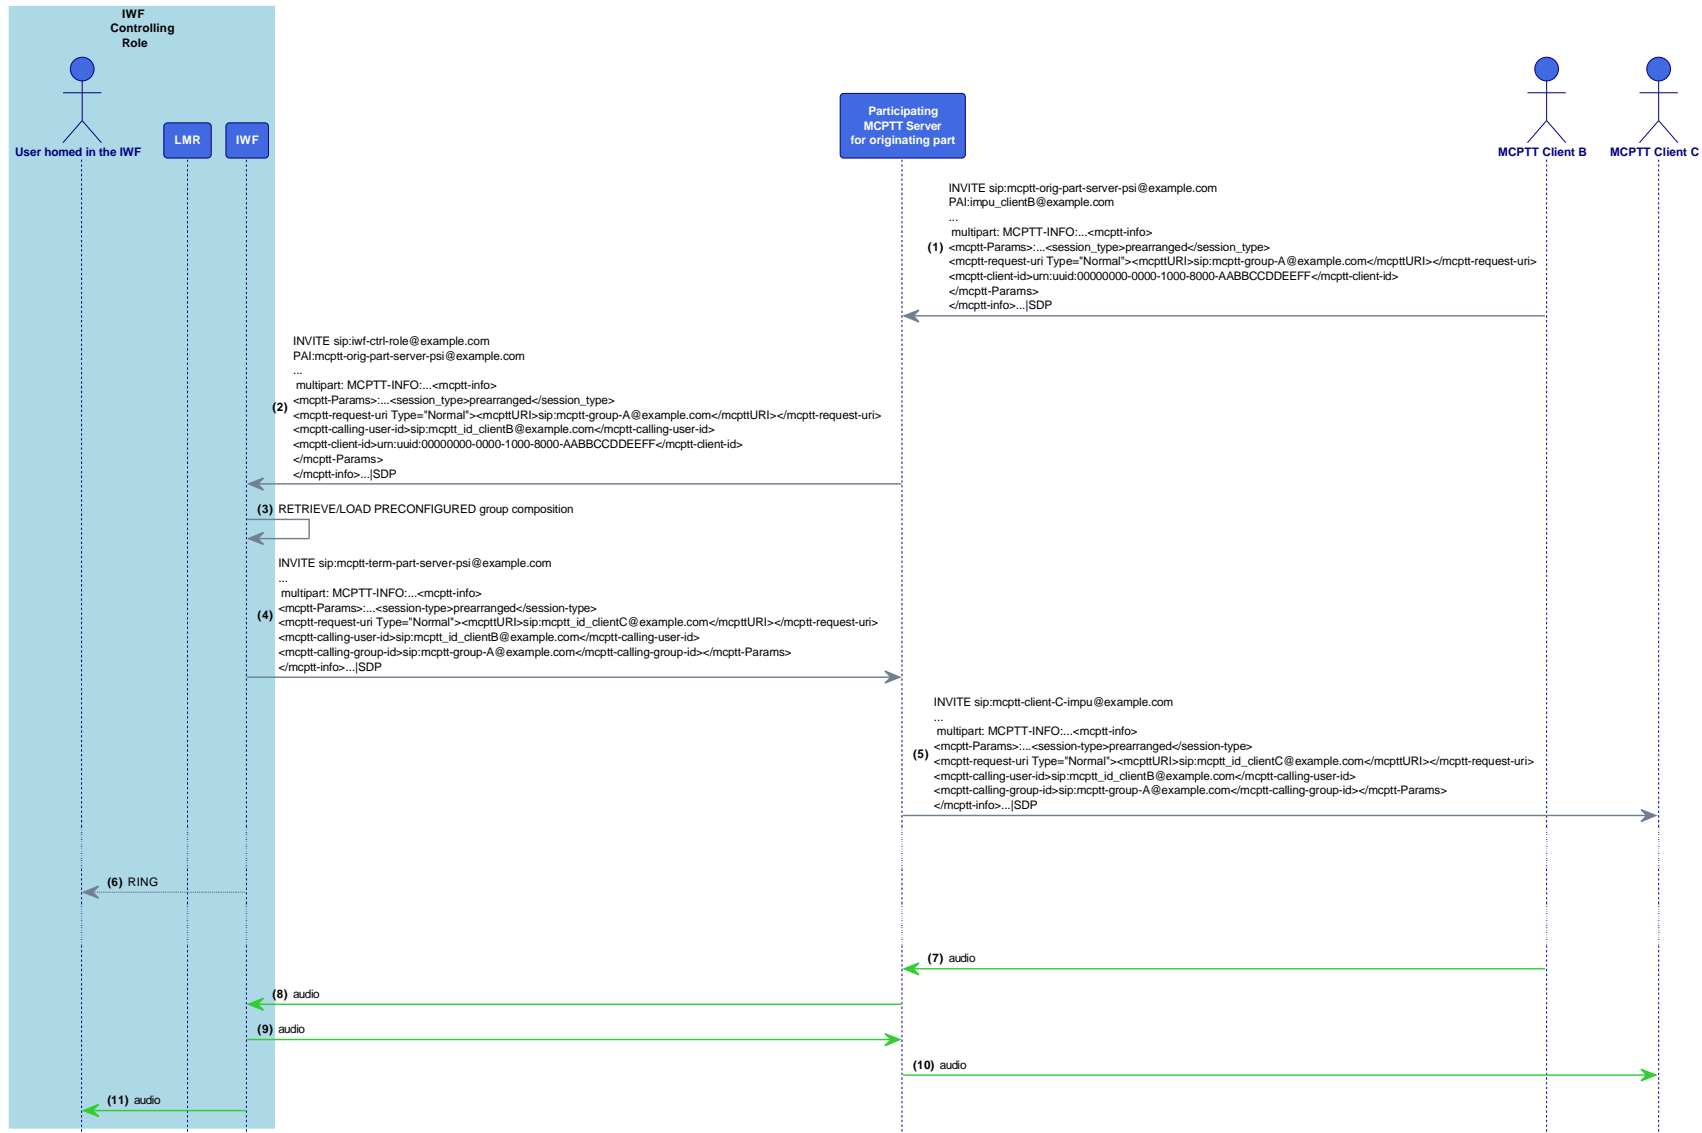 IWF
Controlling
Role
User homed in the IWF
LMR
IWF
Participating
MCPTT Server
for originating part
MCPTT Client B
MCPTT Client C
INVITE sip:mcptt-orig-part-server-psi@example.com
PAI:impu_clientB@example.com
...
multipart: MCPTT-INFO:...<mcptt-info>
(1) <mcptt-Params>:...<session_type>prearranged</session_type>
<mcptt-request-uri Type="Normal"><mcpttURI>sip:mcptt-group-A@example.com</mcpttURI></mcptt-request-uri>
<mcptt-client-id>urn:uuid:00000000-0000-1000-8000-AABBCCDDEEFF</mcptt-client-id>
</mcptt-Params>
</mcptt-info>...|SDP
INVITE sip:iwf-ctrl-role@example.com
PAI:mcptt-orig-part-server-psi@example.com
...
multipart: MCPTT-INFO:...<mcptt-info>
<mcptt-Params>:...<session_type>prearranged</session_type>
(2) <mcptt-request-uri Type="Normal"><mcpttURI>sip:mcptt-group-A@example.com</mcpttURI></mcptt-request-uri>
<mcptt-calling-user-id>sip:mcptt_id_clientB@example.com</mcptt-calling-user-id>
<mcptt-client-id>urn:uuid:00000000-0000-1000-8000-AABBCCDDEEFF</mcptt-client-id>
</mcptt-Params>
</mcptt-info>...|SDP
(3) RETRIEVE/LOAD PRECONFIGURED group composition
INVITE sip:mcptt-term-part-server-psi@example.com
...
multipart: MCPTT-INFO:...<mcptt-info>
<mcptt-Params>:...<session-type>prearranged</session-type>
(4) <mcptt-request-uri Type="Normal"><mcpttURI>sip:mcptt_id_clientC@example.com</mcpttURI></mcptt-request-uri>
<mcptt-calling-user-id>sip:mcptt_id_clientB@example.com</mcptt-calling-user-id>
<mcptt-calling-group-id>sip:mcptt-group-A@example.com</mcptt-calling-group-id></mcptt-Params>
</mcptt-info>...|SDP
INVITE sip:mcptt-client-C-impu@example.com
...
multipart: MCPTT-INFO:...<mcptt-info>
<mcptt-Params>:...<session-type>prearranged</session-type>
(5) <mcptt-request-uri Type="Normal"><mcpttURI>sip:mcptt_id_clientC@example.com</mcpttURI></mcptt-request-uri>
<mcptt-calling-user-id>sip:mcptt_id_clientB@example.com</mcptt-calling-user-id>
<mcptt-calling-group-id>sip:mcptt-group-A@example.com</mcptt-calling-group-id></mcptt-Params>
</mcptt-info>...|SDP
(6) RING
(7) audio
(8) audio
(9) audio
(10) audio
(11) audio